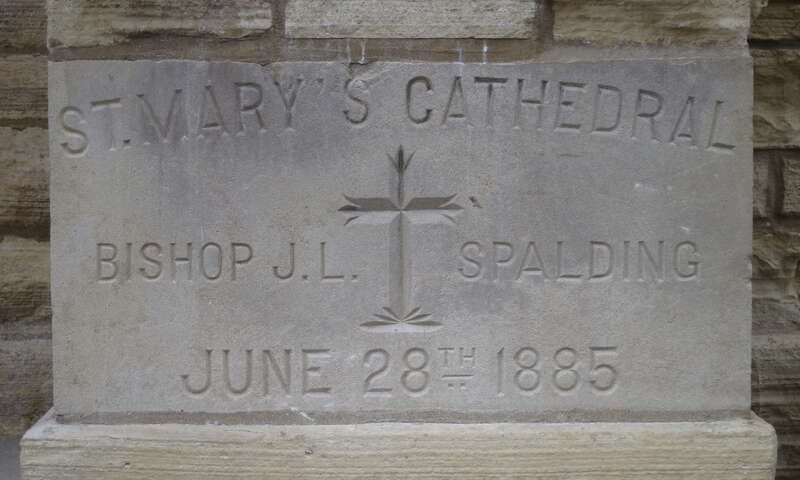 ST. MARY'S CATHEDRAL
BISHOP J.L. SPALDING
JUNE 28TH 1885